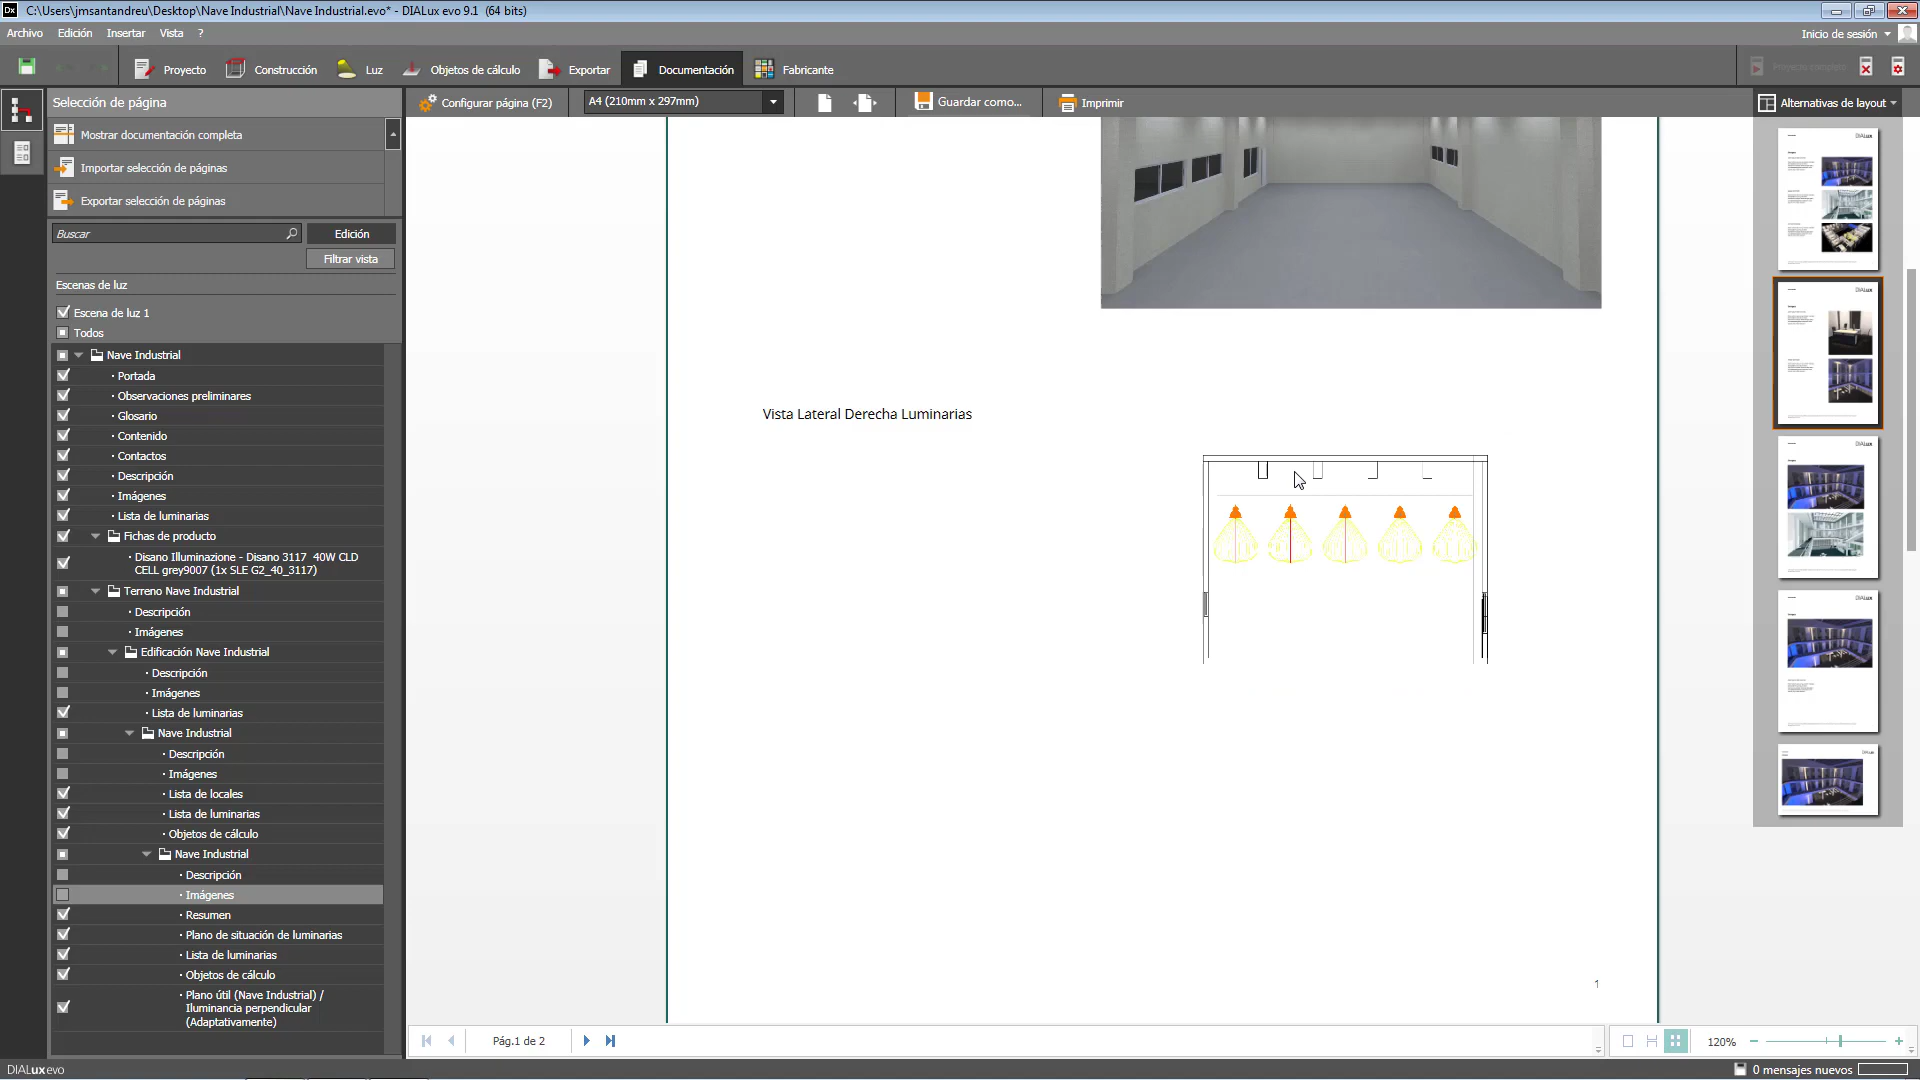 C:\Users\jmsantandreu\Desktop\Nave Industrial\Nave Industrial.evo* - DIALux evo 9.1 (64 bits)
Archivo Edición Insertar Vista ?
Inicio de sesión
Proyecto Construcción Luz Objetos de cálculo Exportar Documentación Fabricante
Proyecto completo
Selección de página
Configurar página (F2)
A4 (210mm x 297mm)
Guardar como...
Imprimir
Alternativas de layout
Mostrar documentación completa
Importar selección de páginas
Exportar selección de páginas
Buscar
Edición
Filtrar vista
Escenas de luz
Escena de luz 1
Todos
Nave Industrial
· Portada
· Observaciones preliminares
· Glosario
· Contenido
· Contactos
· Descripción
· Imágenes
· Lista de luminarias
Fichas de producto
· Disano Illuminazione - Disano 3117 40W CLD
CELL grey9007 (1x SLE G2_40_3117)
Terreno Nave Industrial
· Descripción
· Imágenes
Edificación Nave Industrial
· Descripción
· Imágenes
· Lista de luminarias
Nave Industrial
· Descripción
· Imágenes
· Lista de locales
· Lista de luminarias
· Objetos de cálculo
Nave Industrial
· Descripción
· Imágenes
· Resumen
· Plano de situación de luminarias
· Lista de luminarias
· Objetos de cálculo
· Plano útil (Nave Industrial) /
Iluminancia perpendicular
(Adaptativamente)
Vista Lateral Derecha Luminarias
1
DIALux
DIALux
DIALux
DIALux
DIALux
Pág.1 de 2
120%
DIALux evo
0 mensajes nuevos